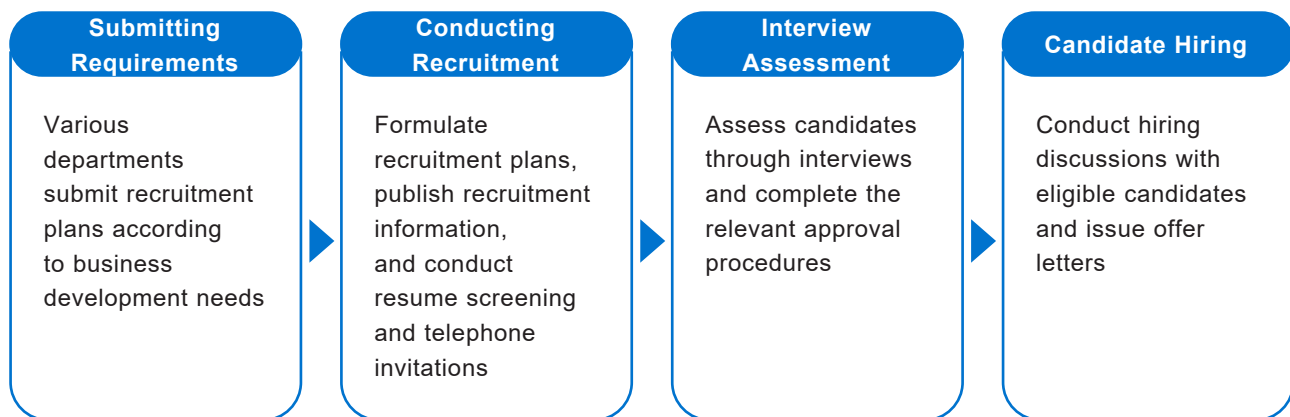 Submitting
Requirements
Various
departments
submit recruitment
plans according
to business
development needs
Conducting
Recruitment
Formulate
recruitment plans,
publish recruitment
information,
and conduct
resume screening
and telephone
invitations
Interview
Assessment
Assess candidates
through interviews
and complete the
relevant approval
procedures
Candidate Hiring
Conduct hiring
discussions with
eligible candidates
and issue offer
letters